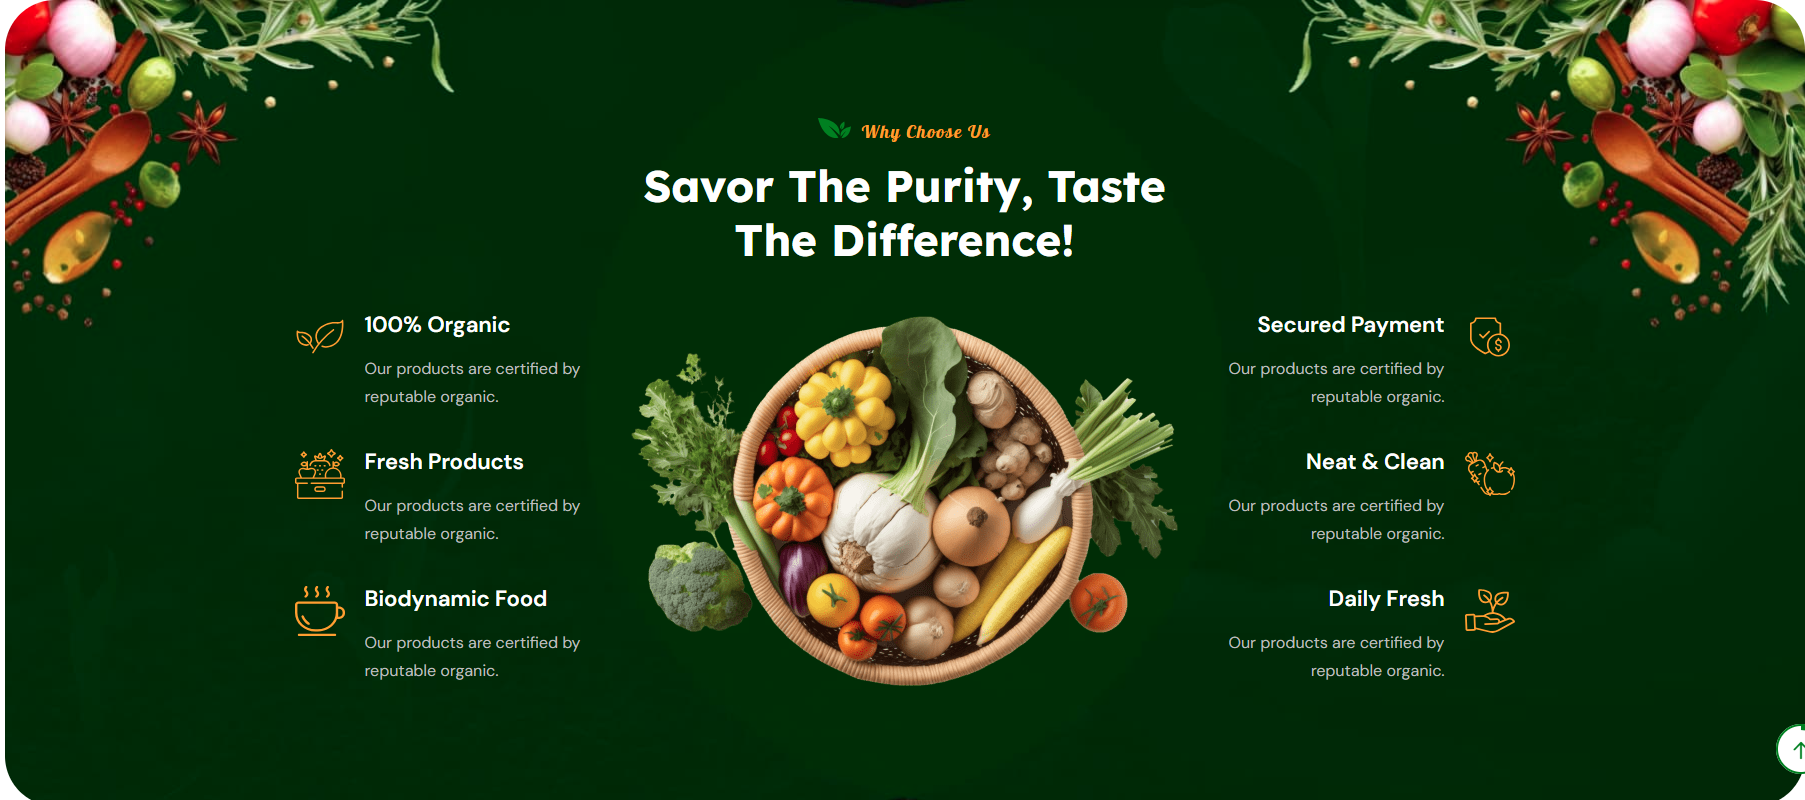 Why Choose Us
Savor The Purity, Taste
The Difference!
100% Organic
Our products are certified by
reputable organic.
Fresh Products
Our products are certified by
reputable organic.
Biodynamic Food
Our products are certified by
reputable organic.
Secured Payment
Our products are certified by
reputable organic.
Neat & Clean
Our products are certified by
reputable organic.
Daily Fresh
Our products are certified by
reputable organic.